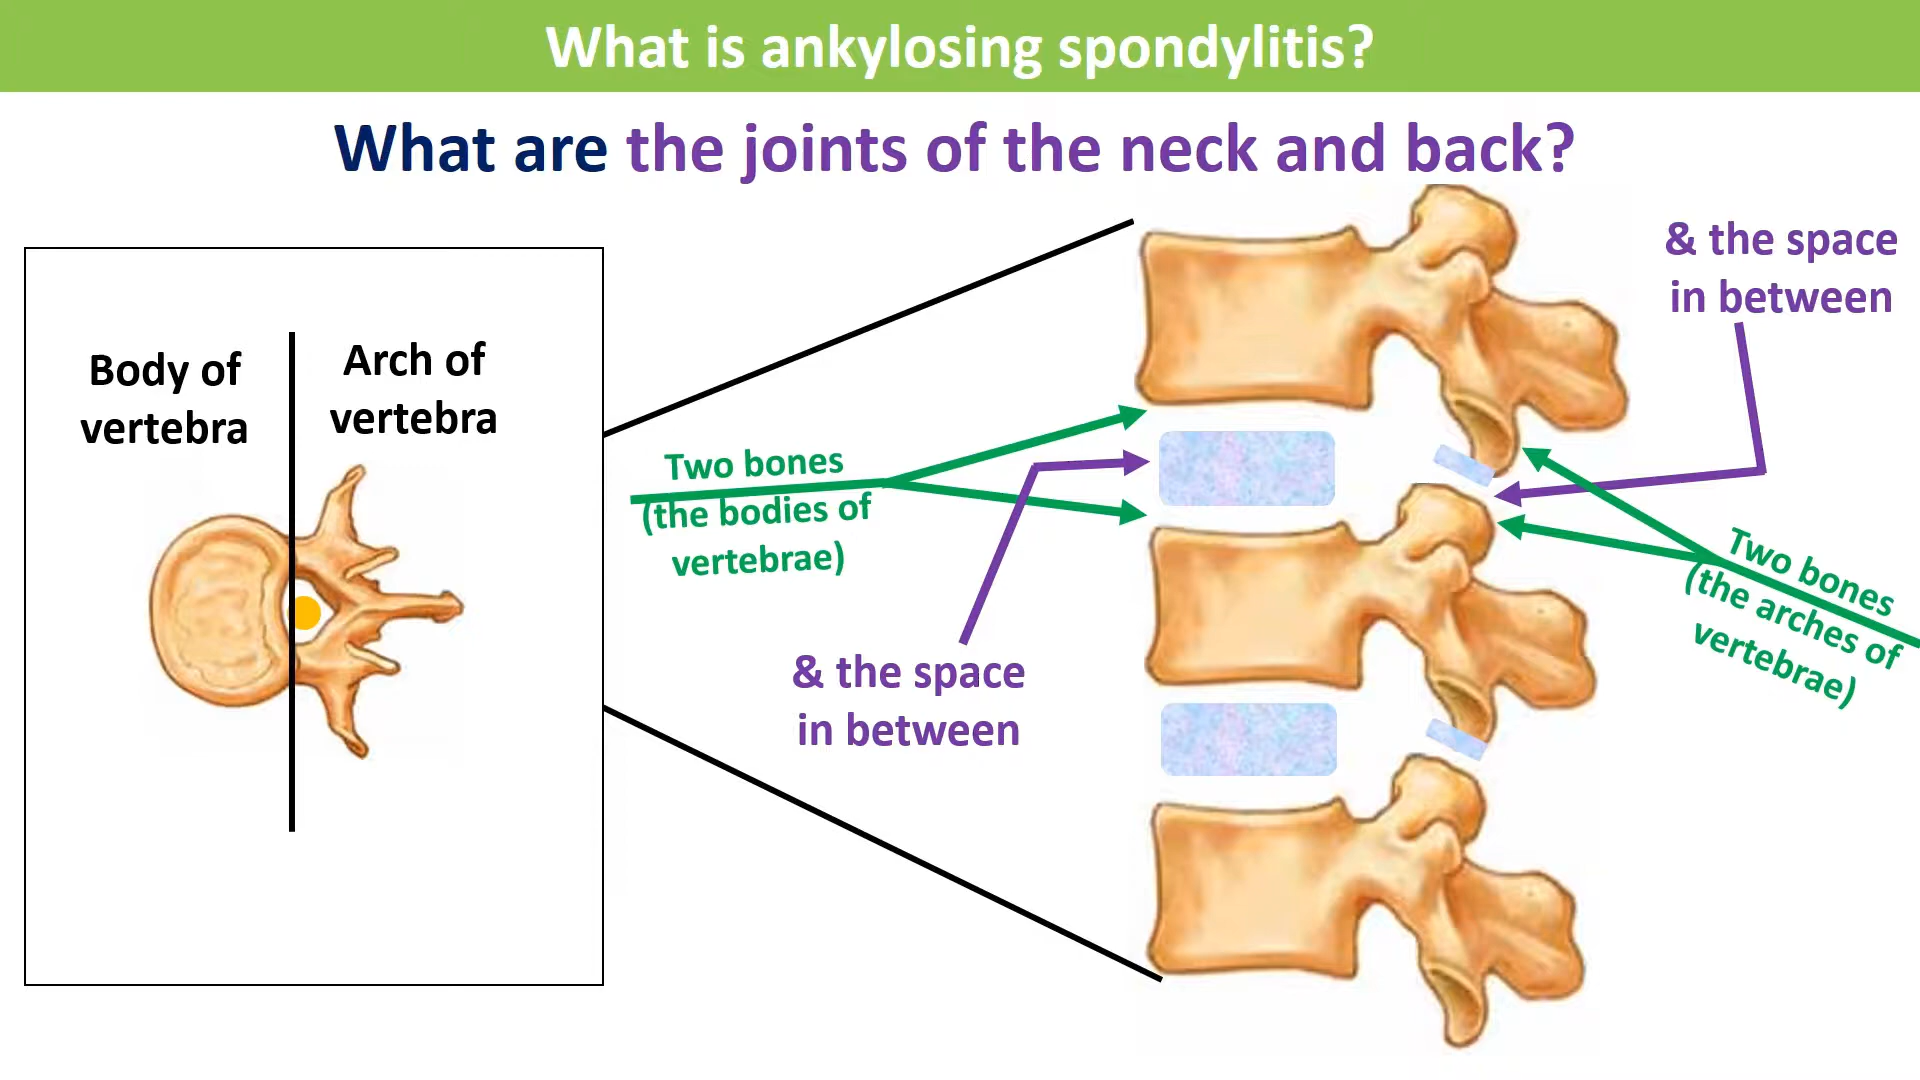 What is ankylosing spondylitis?
What are the joints of the neck and back?
Body of
vertebra
Arch of
vertebra
Two bones
(the bodies of
vertebrae)
& the space
in between
& the space
in between
Two bones
(the arches of
vertebrae)